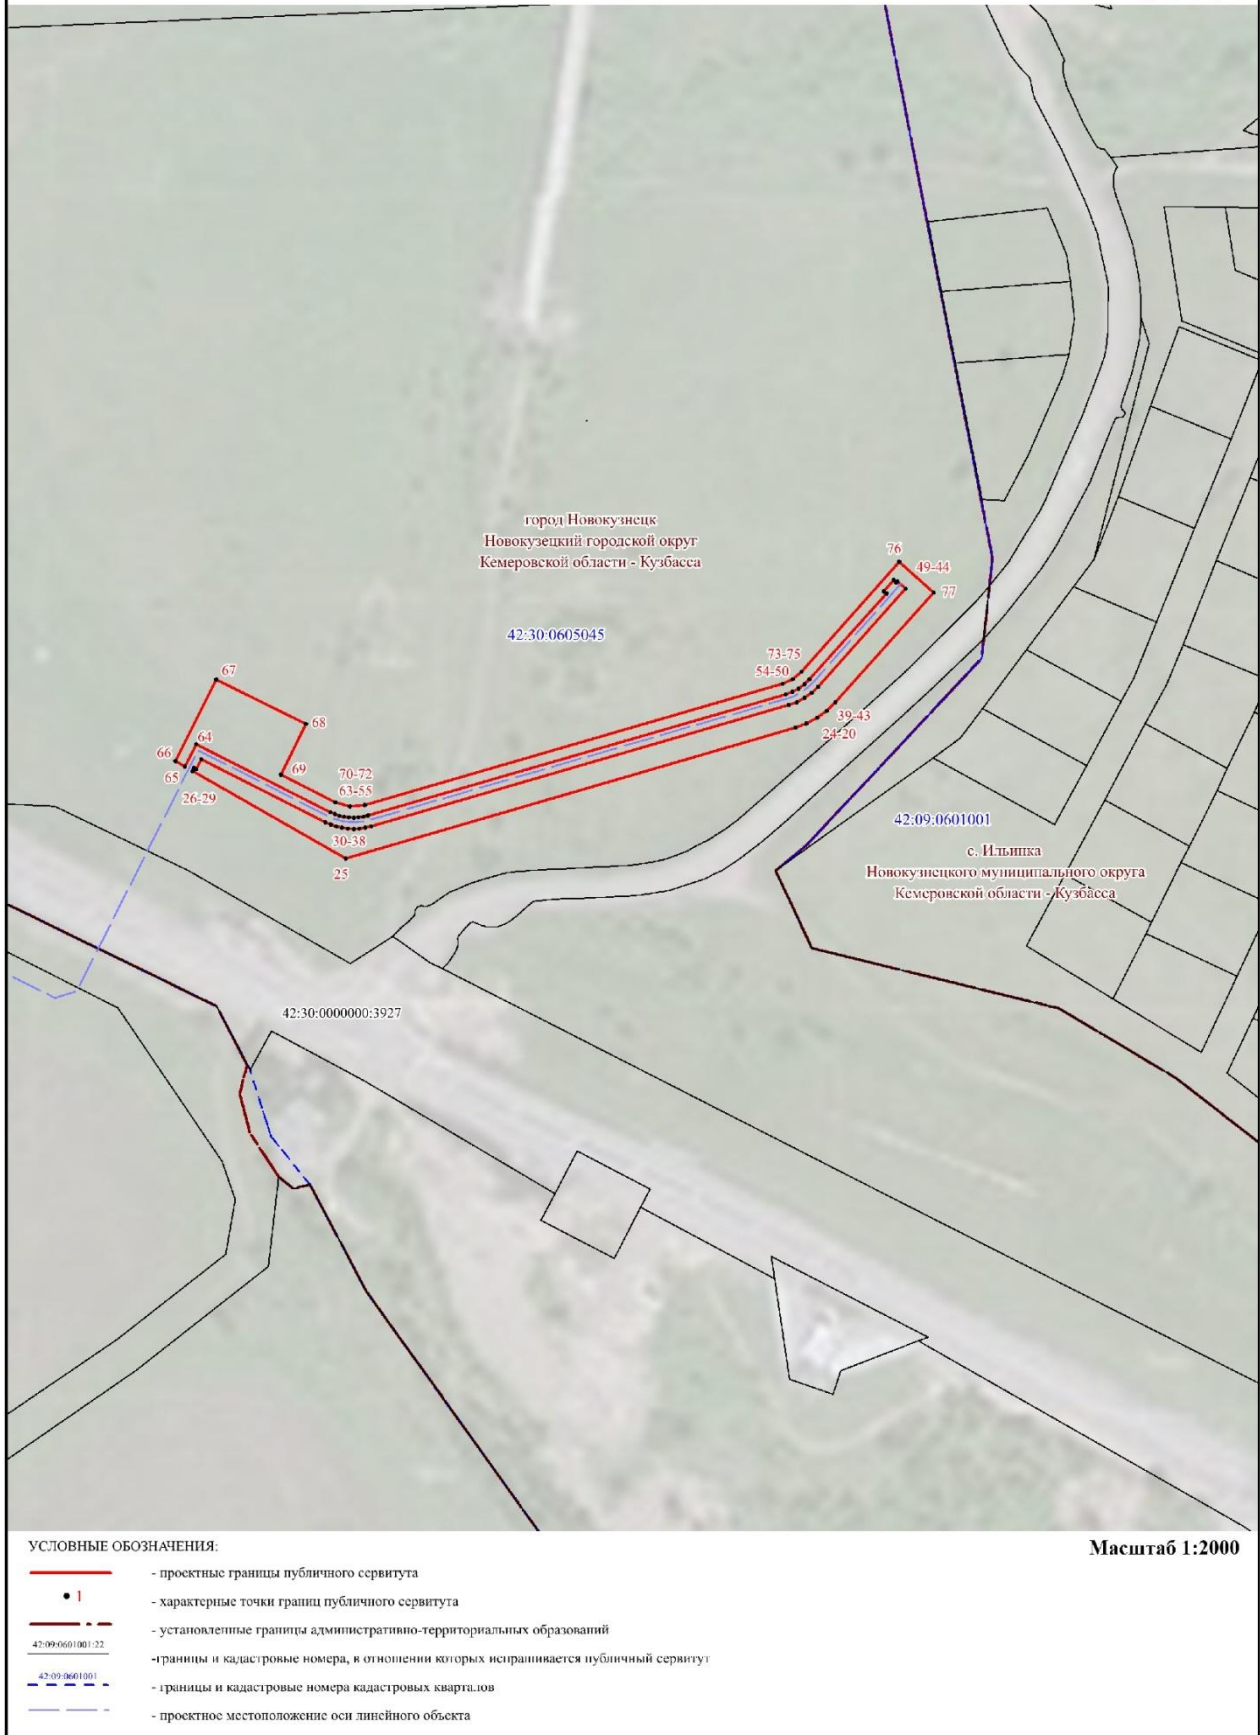 город Новокузнецк
Новокузецкий городской округ
Кемеровской области - Кузбасса
76
49-44
77
42:30:0605045
73-75
54-50
67
68
39-43
24-20
64
66
69
65
70-72
63-55
26-29
30-38
25
42:09:0601001
с. Ильинка
Новокузнецкого муниципального округа
Кемеровской области - Кузбасса
42:30:0000000:3927
УСЛОВНЫЕ ОБОЗНАЧЕНИЯ:
Масштаб 1:2000
- проектные границы публичного сервитута
1
- характерные точки границ публичного сервитута
- установленные границы административно-территориальных образований
42:09:0601001:22
-границы и кадастровые номера, в отношении которых испрашивается публичный сервитут
42:09:0601001
- границы и кадастровые номера кадастровых кварталов
- проектное местоположение оси линейного объекта